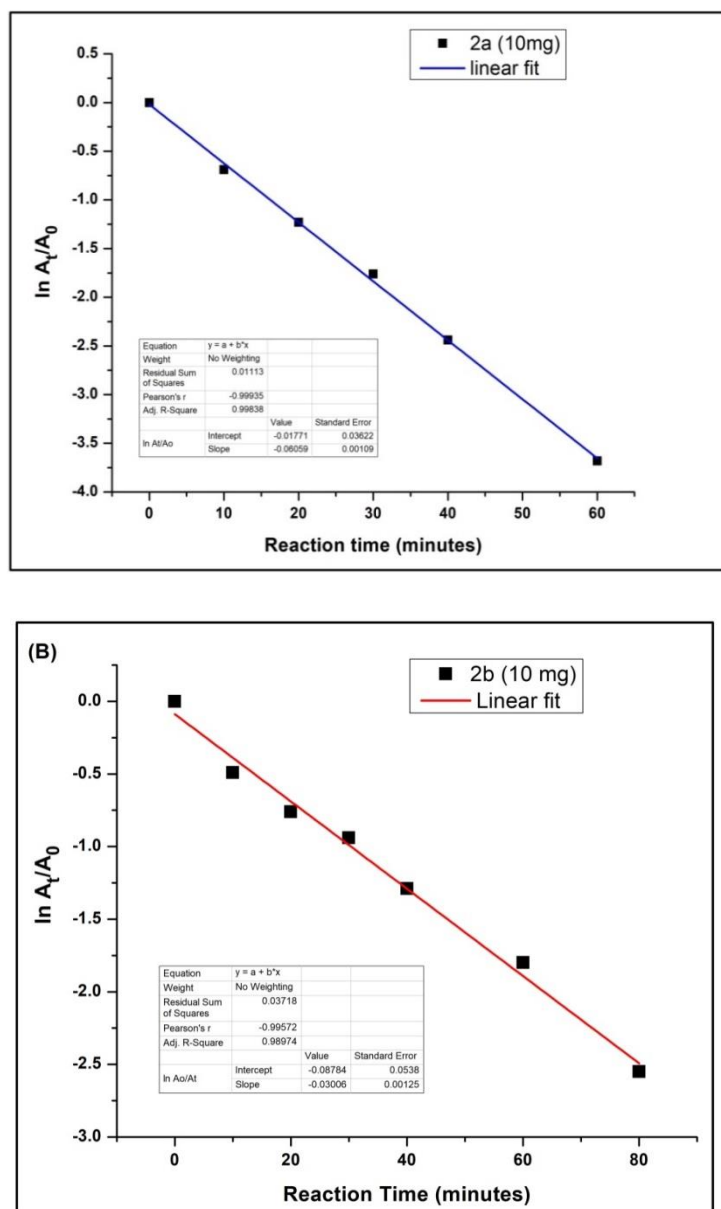 2a (10mg)
linear fit
0.5
0.0
-0.5
-1.0
-1.5
-2.0
-2.5
-3.0
-3.5
-4.0
ln At/A0
Equation y = a + b*x
Weight No Weighting
Residual Sum of Squares 0.01113
Pearson's r -0.99935
Adj. R-Square 0.99838
Value Standard Error
ln At/Ao Intercept -0.01771 0.03622
Slope -0.06059 0.00109
0 10 20 30 40 50 60
Reaction time (minutes)
(B)
2b (10 mg)
Linear fit
0.0
-0.5
-1.0
-1.5
-2.0
-2.5
-3.0
ln At/A0
Equation y = a + b*x
Weight No Weighting
Residual Sum of Squares 0.03718
Pearson's r -0.99572
Adj. R-Square 0.98974
Value Standard Error
ln Ao/At Intercept -0.08784 0.0538
Slope -0.03006 0.00125
0 20 40 60 80
Reaction Time (minutes)